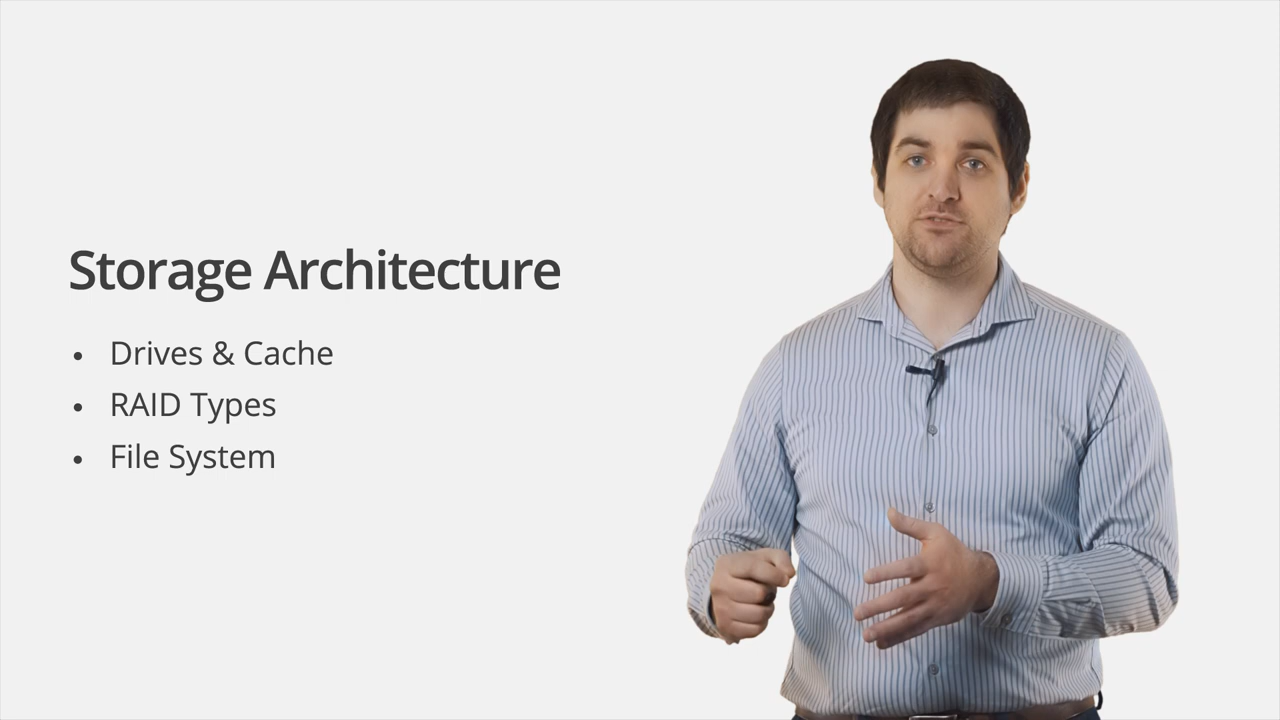 Storage Architecture
• Drives & Cache
• RAID Types
• File System